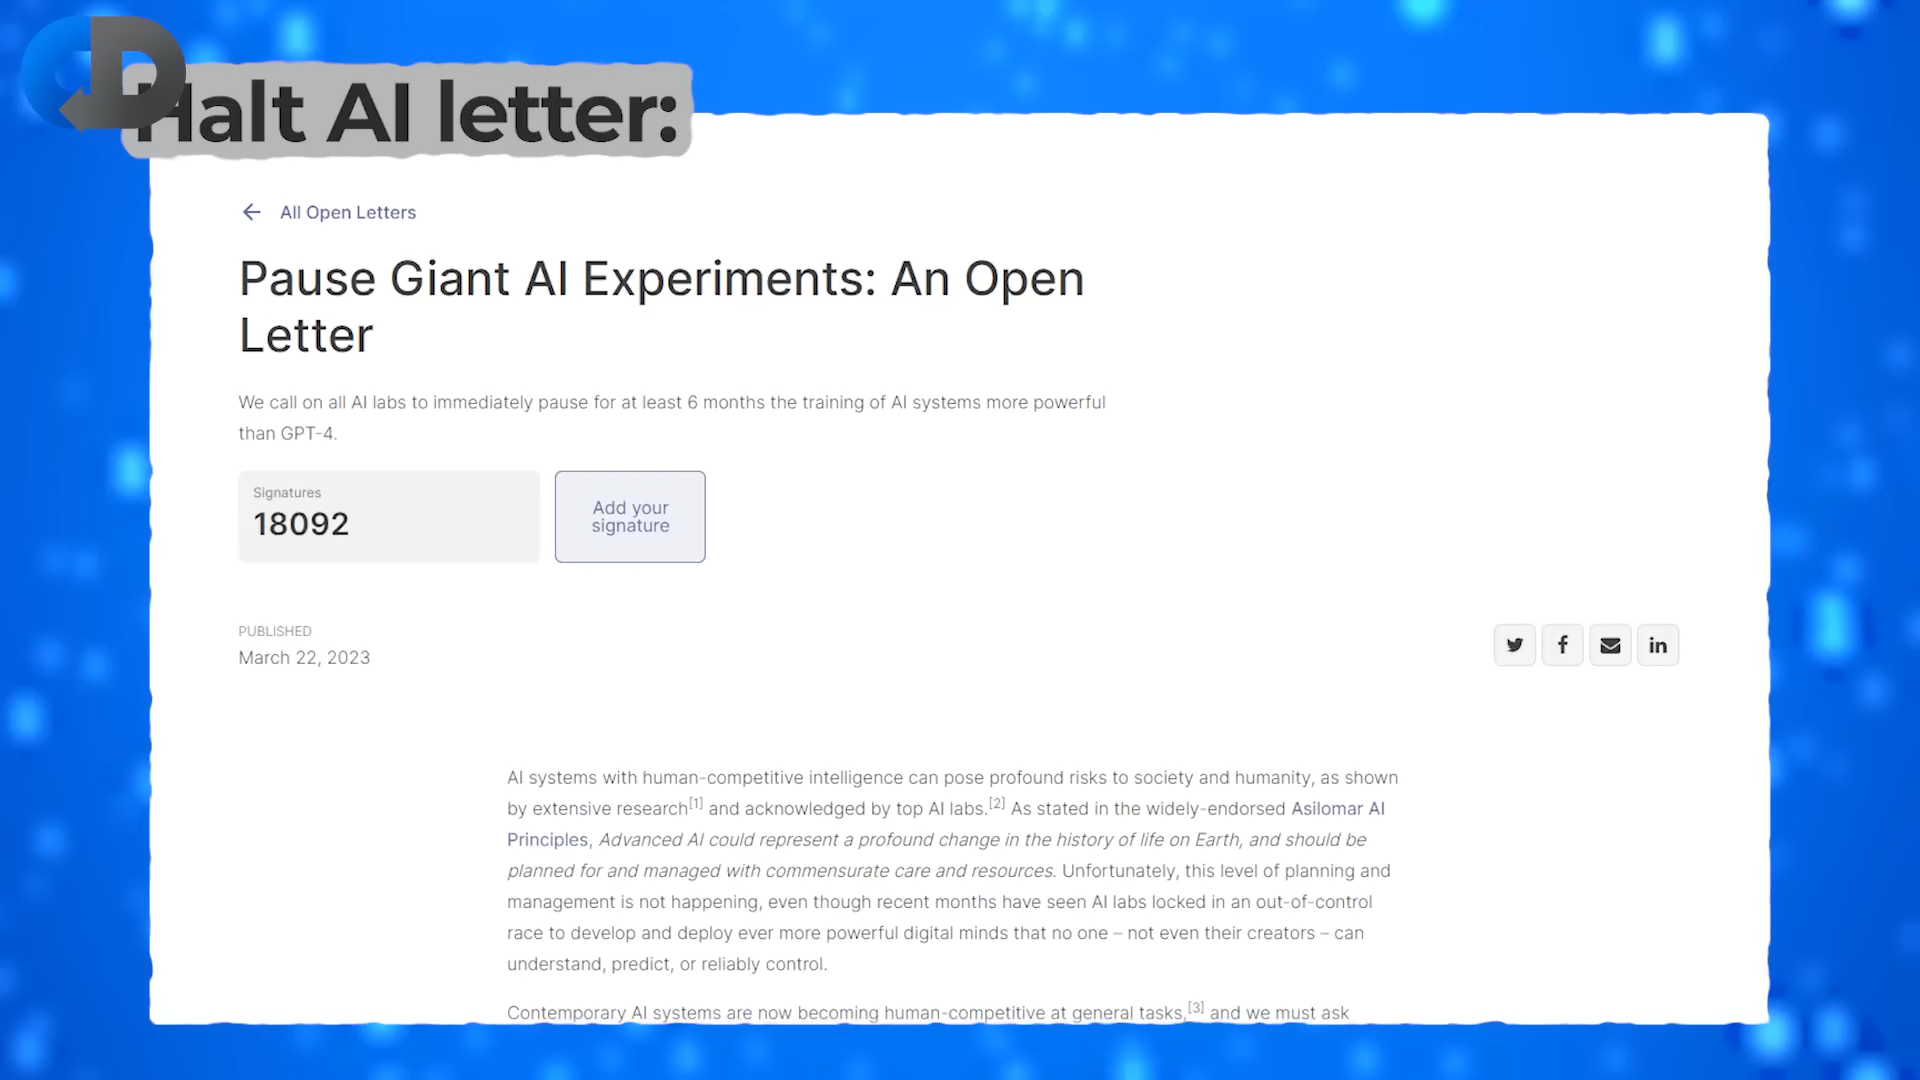 Halt AI letter:
All Open Letters
Pause Giant AI Experiments: An Open
Letter
We call on all AI labs to immediately pause for at least 6 months the training of AI systems more powerful
than GPT-4.
Signatures
18092
Add your
signature
PUBLISHED
March 22, 2023
AI systems with human-competitive intelligence can pose profound risks to society and humanity, as shown
by extensive research[1] and acknowledged by top AI labs.[2] As stated in the widely-endorsed Asilomar AI
Principles, Advanced AI could represent a profound change in the history of life on Earth, and should be
planned for and managed with commensurate care and resources. Unfortunately, this level of planning and
management is not happening, even though recent months have seen AI labs locked in an out-of-control
race to develop and deploy ever more powerful digital minds that no one – not even their creators – can
understand, predict, or reliably control.
Contemporary AI systems are now becoming human-competitive at general tasks,[3] and we must ask